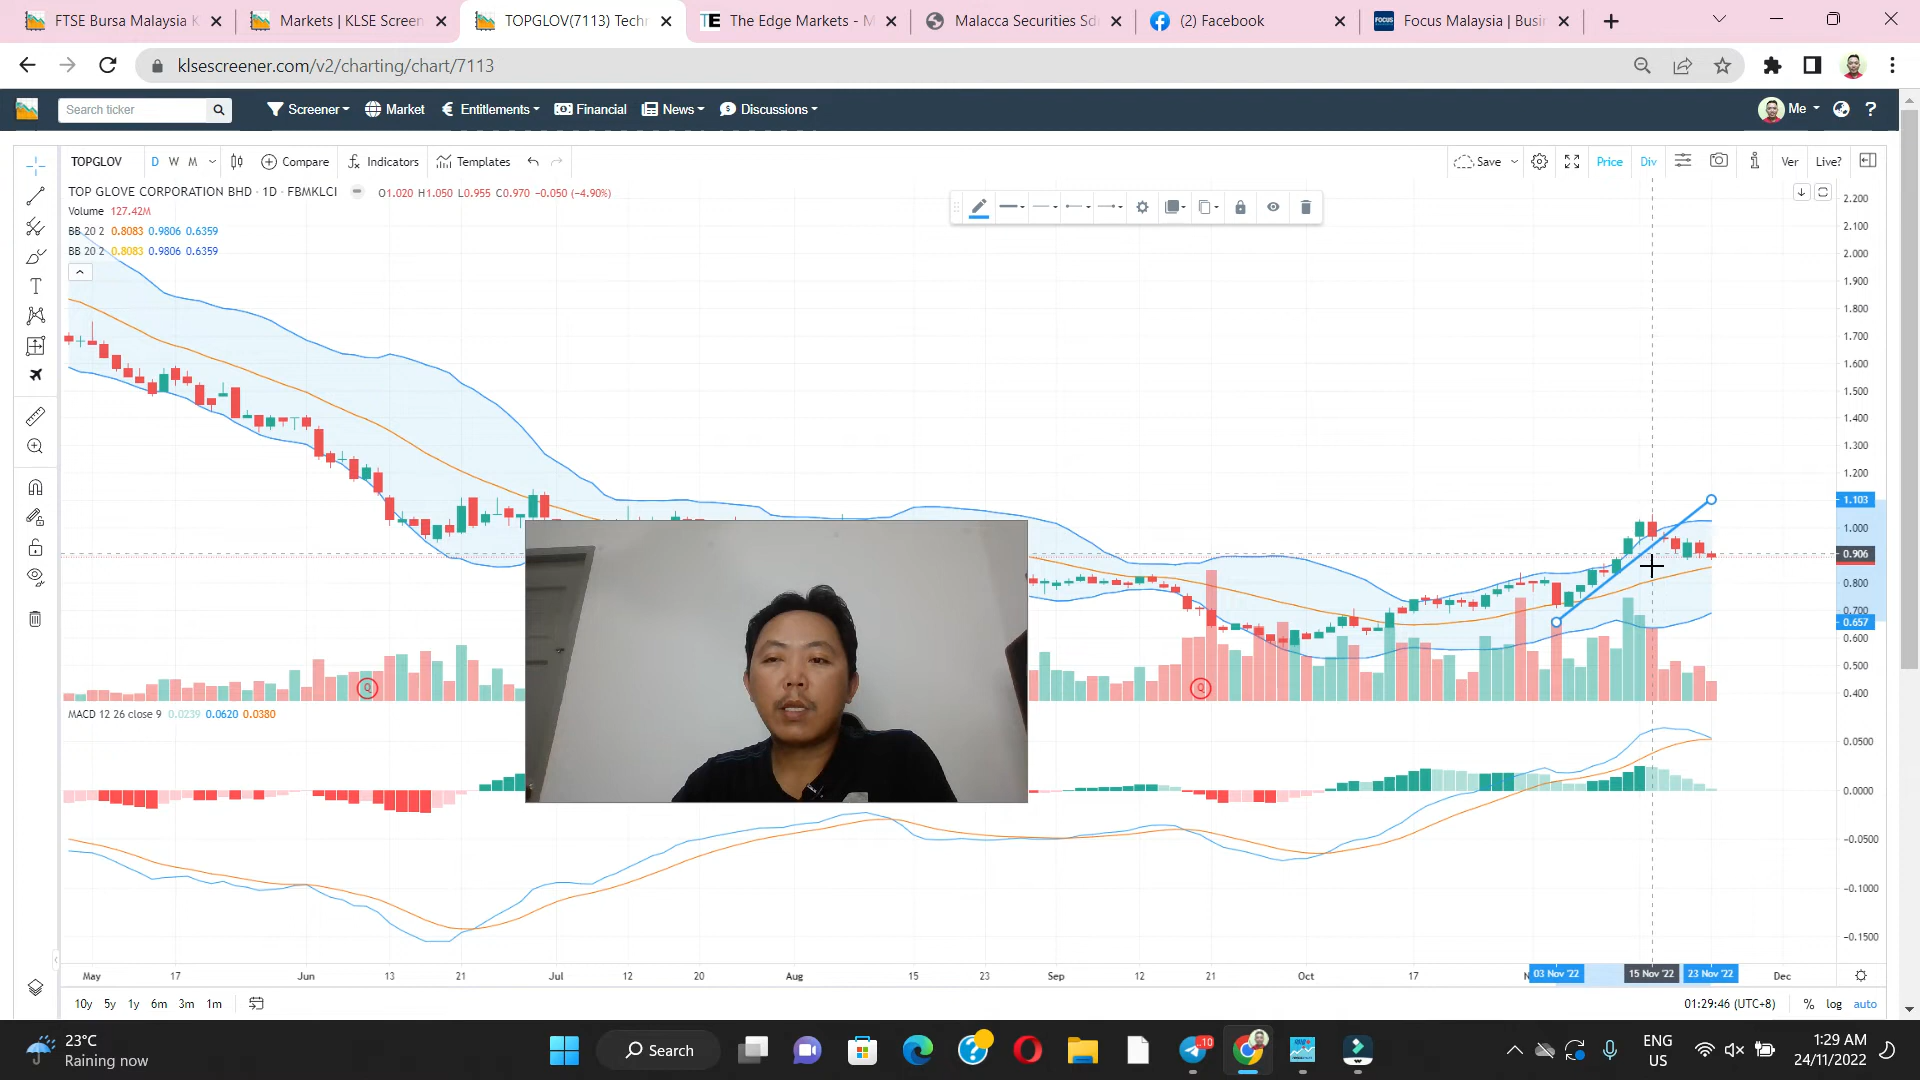 FTSE Bursa Malaysia K
Markets | KLSE Screen
TOPGLOV(7113) Techn
The Edge Markets - M
Malacca Securities Sd
(2) Facebook
Focus Malaysia | Busi
klsescreener.com/v2/charting/chart/7113
Search ticker
Screener
Market
Entitlements
Financial
News
Discussions
Me
?
TOPGLOV
D W M
Compare
Indicators
Templates
Save
Price
Div
Ver
Live?
TOP GLOVE CORPORATION BHD · 1D · FBMKLCI
O1.020 H1.050 L0.955 C0.970 -0.050 (-4.90%)
Volume 127.42M
BB 20 2 0.8083 0.9806 0.6359
BB 20 2 0.8083 0.9806 0.6359
2.200
2.100
2.000
1.900
1.800
1.700
1.600
1.500
1.400
1.300
1.200
1.103
1.000
0.906
0.800
0.700
0.657
0.600
0.500
0.400
Q
Q
MACD 12 26 close 9 0.0239 0.0620 0.0380
0.0500
0.0000
-0.0500
-0.1000
-0.1500
May 17 Jun 13 21 Jul 12 20 Aug 15 23 Sep 12 21 Oct 17 N 03 Nov '22 15 Nov '22 23 Nov '22 Dec
10y 5y 1y 6m 3m 1m
01:29:46 (UTC+8) % log auto
23°C
Raining now
Search
10
ENG
US
1:29 AM
24/11/2022